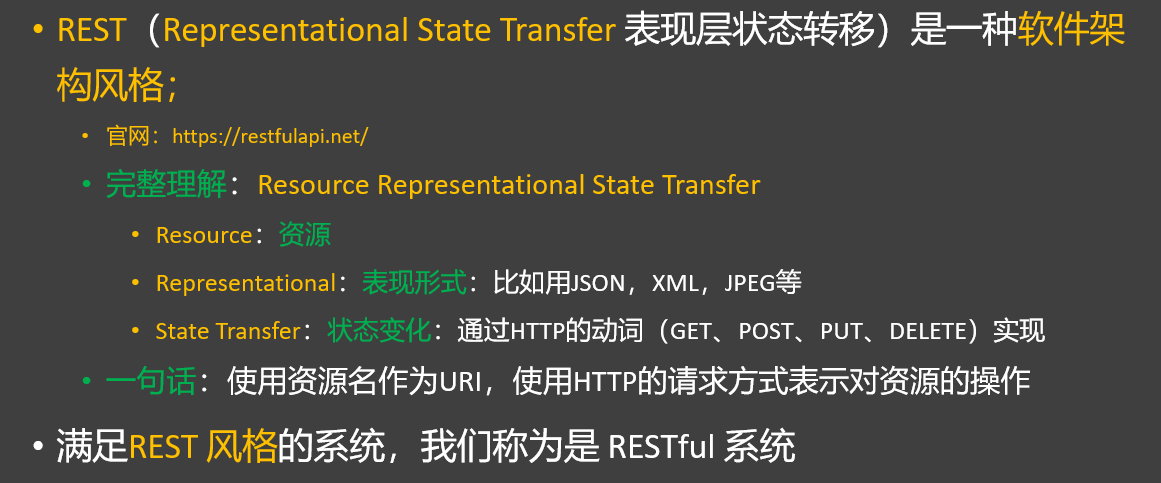 • REST（Representational State Transfer 表现层状态转移）是一种软件架
构风格；
• 官网：https://restfulapi.net/
• 完整理解：Resource Representational State Transfer
• Resource：资源
• Representational：表现形式：比如用JSON，XML，JPEG等
• State Transfer：状态变化：通过HTTP的动词（GET、POST、PUT、DELETE）实现
• 一句话：使用资源名作为URI，使用HTTP的请求方式表示对资源的操作
• 满足REST 风格的系统，我们称为是 RESTful 系统